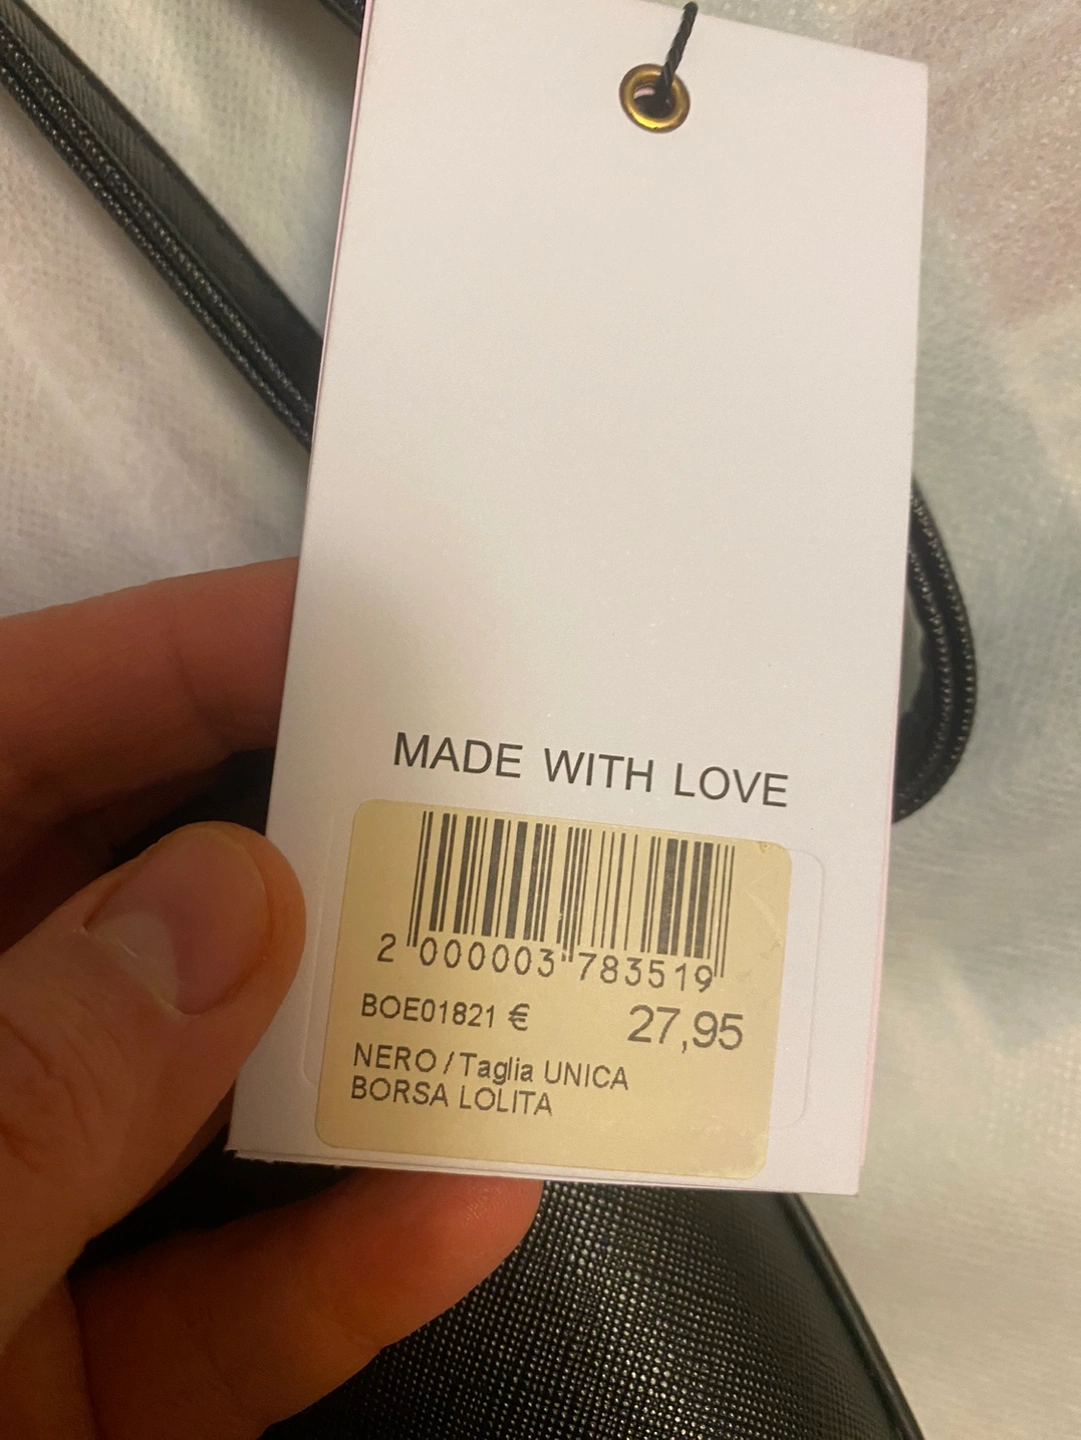 MADE WITH LOVE
2 000003 783519
BOE01821 € 27,95
NERO / Taglia UNICA
BORSA LOLITA